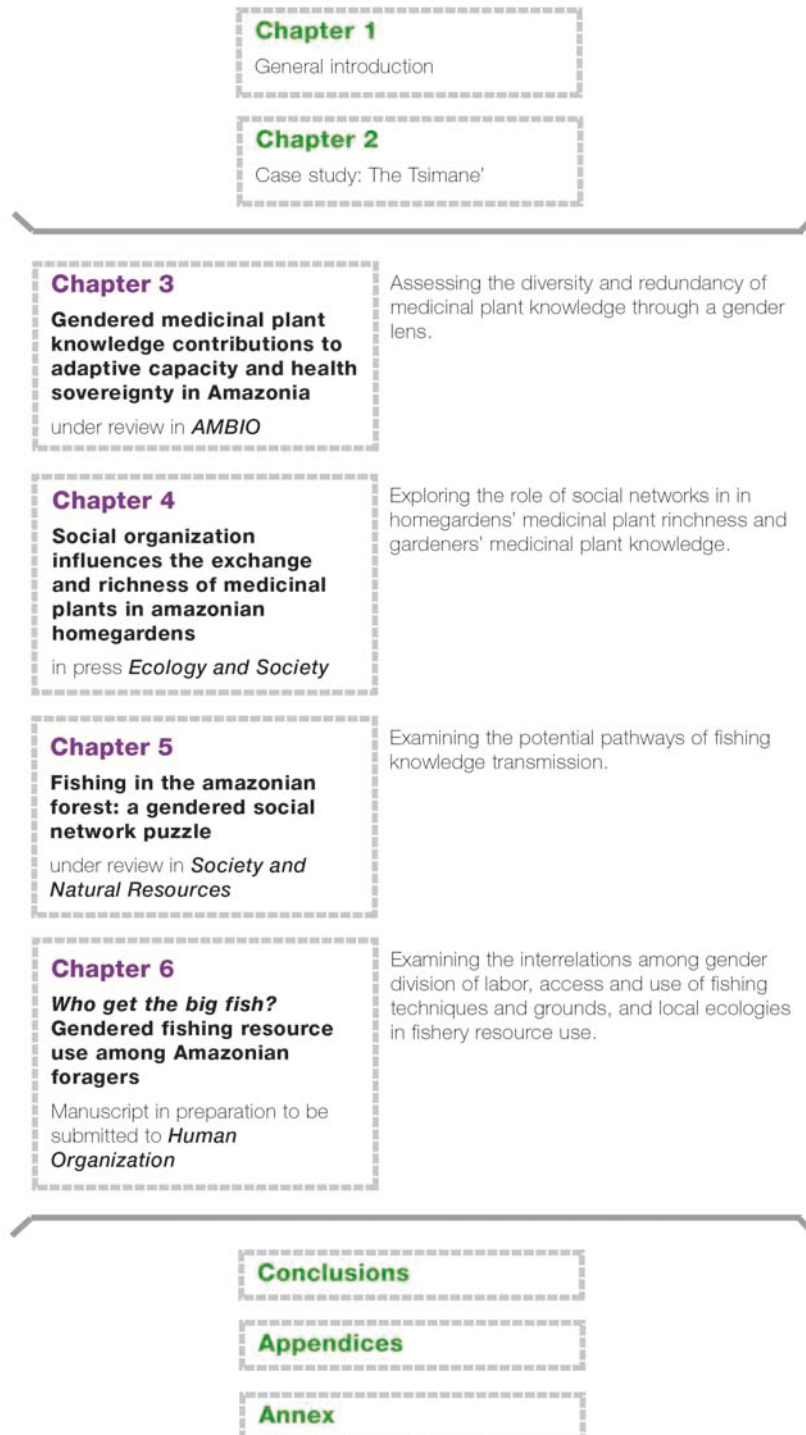 Chapter 1
General introduction
Chapter 2
Case study: The Tsimane'
Chapter 3
Gendered medicinal plant
knowledge contributions to
adaptive capacity and health
sovereignty in Amazonia
under review in AMBIO
Assessing the diversity and redundancy of
medicinal plant knowledge through a gender
lens.
Chapter 4
Social organization
influences the exchange
and richness of medicinal
plants in amazonian
homegardens
in press Ecology and Society
Exploring the role of social networks in in
homegardens' medicinal plant rinchness and
gardeners' medicinal plant knowledge.
Chapter 5
Fishing in the amazonian
forest: a gendered social
network puzzle
under review in Society and
Natural Resources
Examining the potential pathways of fishing
knowledge transmission.
Chapter 6
Who get the big fish?
Gendered fishing resource
use among Amazonian
foragers
Manuscript in preparation to be
submitted to Human
Organization
Examining the interrelations among gender
division of labor, access and use of fishing
techniques and grounds, and local ecologies
in fishery resource use.
Conclusions
Appendices
Annex